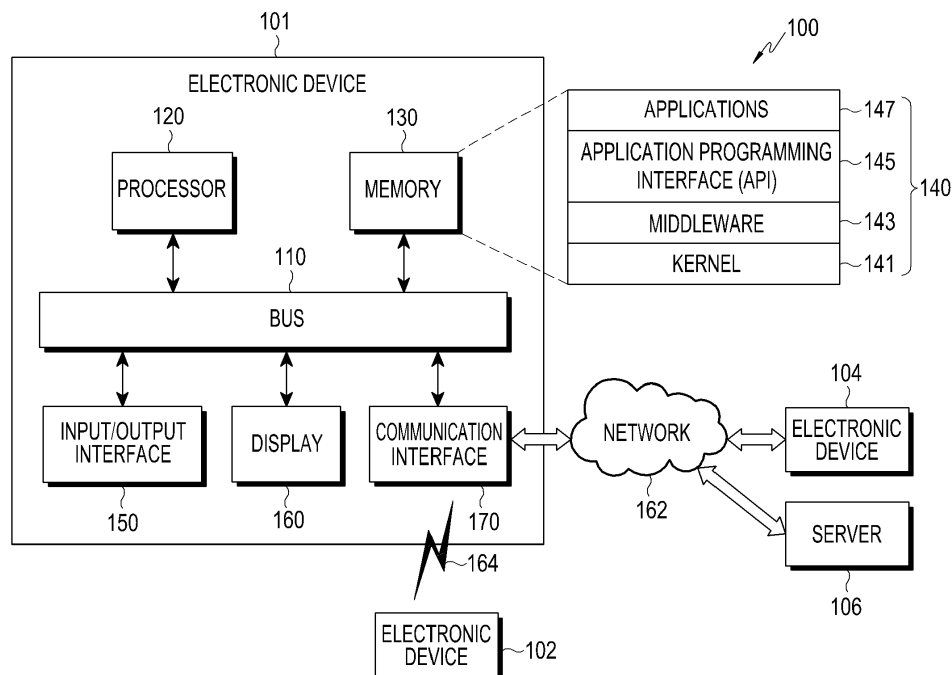 101
100
ELECTRONIC DEVICE
120
130
PROCESSOR
MEMORY
APPLICATIONS
147
APPLICATION PROGRAMMING
INTERFACE (API)
145
140
MIDDLEWARE
143
KERNEL
141
110
BUS
INPUT/OUTPUT
INTERFACE
DISPLAY
COMMUNICATION
INTERFACE
150
160
170
NETWORK
162
104
ELECTRONIC
DEVICE
SERVER
106
164
ELECTRONIC
DEVICE
102